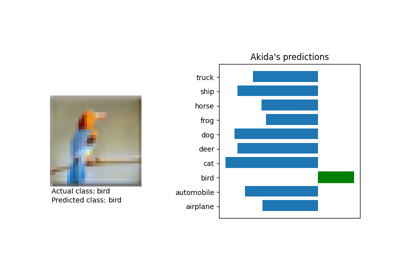 Akida's predictions
truck
ship
horse
frog
dog
deer
cat
bird
automobile
airplane
Actual class: bird
Predicted class: bird